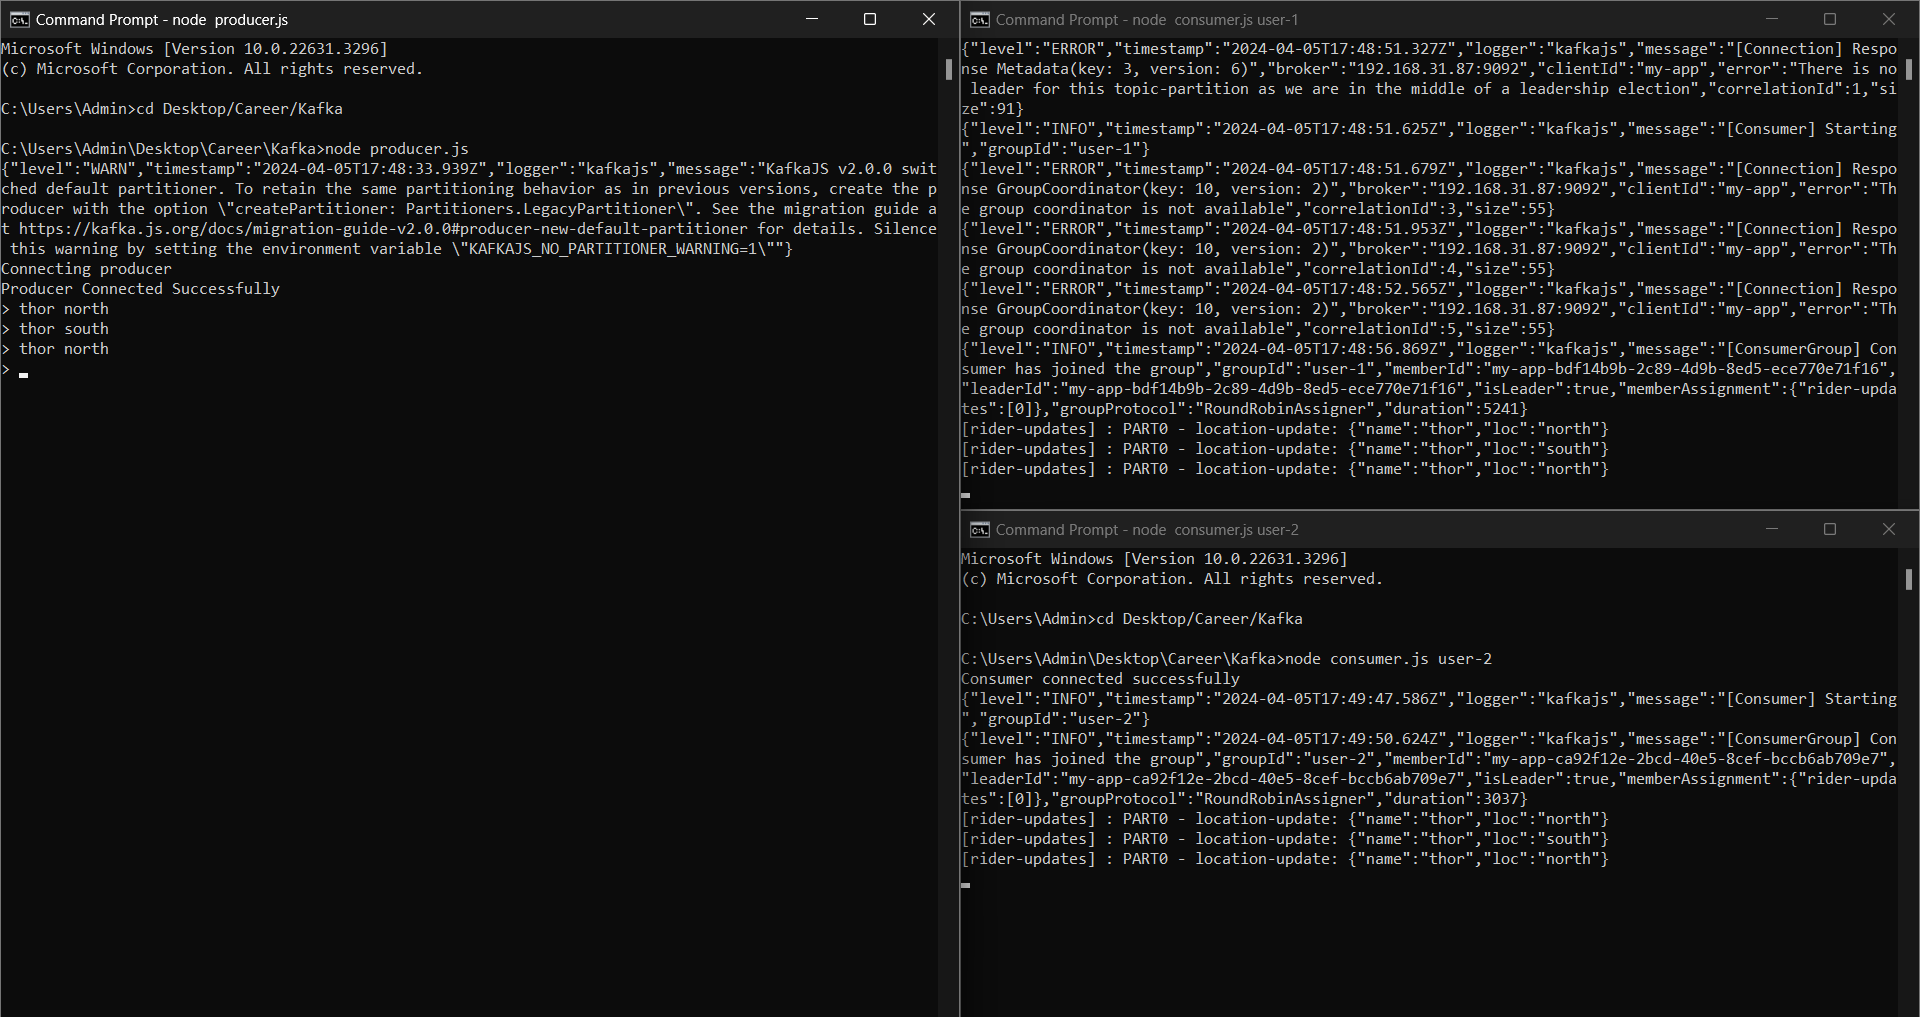 Command Prompt - node  producer.js
Microsoft Windows [Version 10.0.22631.3296]
(c) Microsoft Corporation. All rights reserved.
C:\Users\Admin>cd Desktop/Career/Kafka
C:\Users\Admin\Desktop\Career\Kafka>node producer.js
{"level":"WARN","timestamp":"2024-04-05T17:48:33.939Z","logger":"kafkajs","message":"KafkaJS v2.0.0 swit
ched default partitioner. To retain the same partitioning behavior as in previous versions, create the p
roducer with the option \"createPartitioner: Partitioners.LegacyPartitioner\". See the migration guide a
t https://kafka.js.org/docs/migration-guide-v2.0.0#producer-new-default-partitioner for details. Silence
 this warning by setting the environment variable \"KAFKAJS_NO_PARTITIONER_WARNING=1\""}
Connecting producer
Producer Connected Successfully
> thor north
> thor south
> thor north
>
Command Prompt - node  consumer.js user-1
{"level":"ERROR","timestamp":"2024-04-05T17:48:51.327Z","logger":"kafkajs","message":"[Connection] Respo
nse Metadata(key: 3, version: 6)","broker":"192.168.31.87:9092","clientId":"my-app","error":"There is no
 leader for this topic-partition as we are in the middle of a leadership election","correlationId":1,"si
ze":91}
{"level":"INFO","timestamp":"2024-04-05T17:48:51.625Z","logger":"kafkajs","message":"[Consumer] Starting
","groupId":"user-1"}
{"level":"ERROR","timestamp":"2024-04-05T17:48:51.679Z","logger":"kafkajs","message":"[Connection] Respo
nse GroupCoordinator(key: 10, version: 2)","broker":"192.168.31.87:9092","clientId":"my-app","error":"Th
e group coordinator is not available","correlationId":3,"size":55}
{"level":"ERROR","timestamp":"2024-04-05T17:48:51.953Z","logger":"kafkajs","message":"[Connection] Respo
nse GroupCoordinator(key: 10, version: 2)","broker":"192.168.31.87:9092","clientId":"my-app","error":"Th
e group coordinator is not available","correlationId":4,"size":55}
{"level":"ERROR","timestamp":"2024-04-05T17:48:52.565Z","logger":"kafkajs","message":"[Connection] Respo
nse GroupCoordinator(key: 10, version: 2)","broker":"192.168.31.87:9092","clientId":"my-app","error":"Th
e group coordinator is not available","correlationId":5,"size":55}
{"level":"INFO","timestamp":"2024-04-05T17:48:56.869Z","logger":"kafkajs","message":"[ConsumerGroup] Con
sumer has joined the group","groupId":"user-1","memberId":"my-app-bdf14b9b-2c89-4d9b-8ed5-ece770e71f16",
"leaderId":"my-app-bdf14b9b-2c89-4d9b-8ed5-ece770e71f16","isLeader":true,"memberAssignment":{"rider-upda
tes":[0]},"groupProtocol":"RoundRobinAssigner","duration":5241}
[rider-updates] : PART0 - location-update: {"name":"thor","loc":"north"}
[rider-updates] : PART0 - location-update: {"name":"thor","loc":"south"}
[rider-updates] : PART0 - location-update: {"name":"thor","loc":"north"}
Command Prompt - node  consumer.js user-2
Microsoft Windows [Version 10.0.22631.3296]
(c) Microsoft Corporation. All rights reserved.
C:\Users\Admin>cd Desktop/Career/Kafka
C:\Users\Admin\Desktop\Career\Kafka>node consumer.js user-2
Consumer connected successfully
{"level":"INFO","timestamp":"2024-04-05T17:49:47.586Z","logger":"kafkajs","message":"[Consumer] Starting
","groupId":"user-2"}
{"level":"INFO","timestamp":"2024-04-05T17:49:50.624Z","logger":"kafkajs","message":"[ConsumerGroup] Con
sumer has joined the group","groupId":"user-2","memberId":"my-app-ca92f12e-2bcd-40e5-8cef-bccb6ab709e7",
"leaderId":"my-app-ca92f12e-2bcd-40e5-8cef-bccb6ab709e7","isLeader":true,"memberAssignment":{"rider-upda
tes":[0]},"groupProtocol":"RoundRobinAssigner","duration":3037}
[rider-updates] : PART0 - location-update: {"name":"thor","loc":"north"}
[rider-updates] : PART0 - location-update: {"name":"thor","loc":"south"}
[rider-updates] : PART0 - location-update: {"name":"thor","loc":"north"}